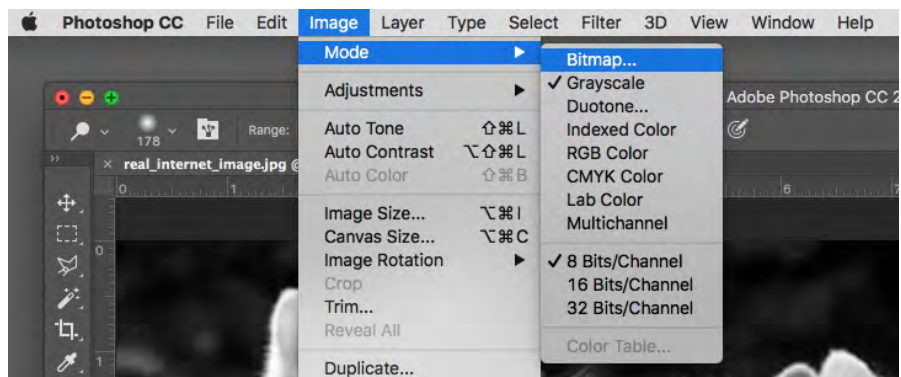 Photoshop CC File Edit Image Layer Type Select Filter 3D View Window Help
Mode
Bitmap...
Adjustments
✓ Grayscale
Adobe Photoshop CC 2
Duotone...
178
Range:
Auto Tone ⇧⌘L
Indexed Color
Auto Contrast ⌥⇧⌘L
RGB Color
real_internet_image.jpg @
Auto Color ⇧⌘B
CMYK Color
Lab Color
0 1 6 7
Image Size... ⌥⌘I
Multichannel
Canvas Size... ⌥⌘C
0
Image Rotation
✓ 8 Bits/Channel
Crop
16 Bits/Channel
Trim...
32 Bits/Channel
Reveal All
Color Table...
1
Duplicate...